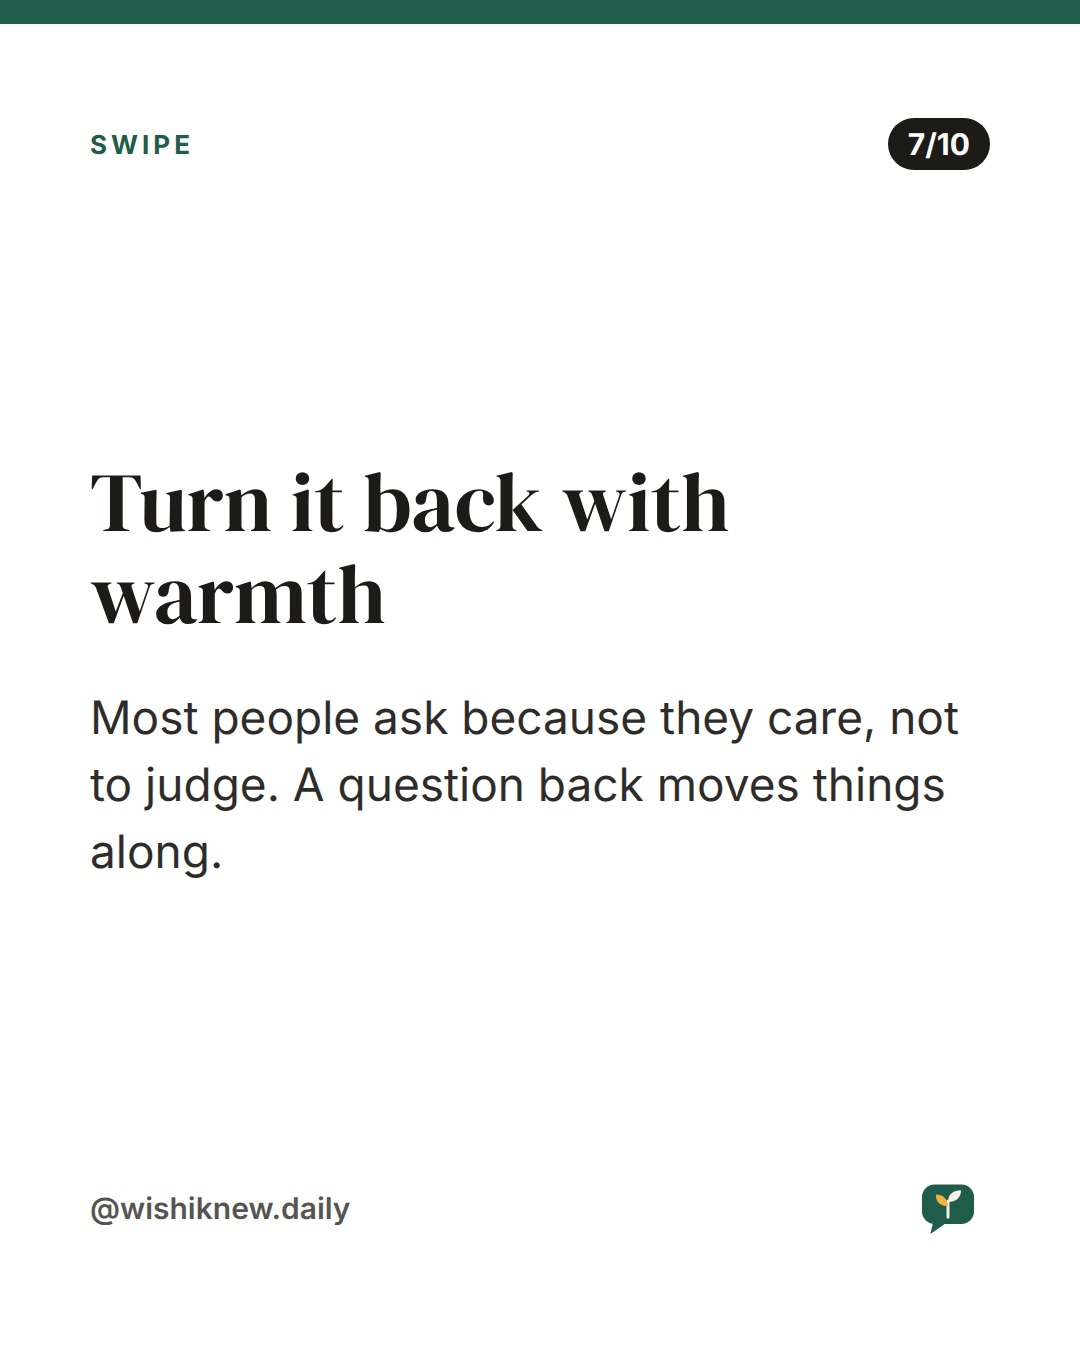 SWIPE
7/10
Turn it back with
warmth
Most people ask because they care, not
to judge. A question back moves things
along.
@wishiknew.daily